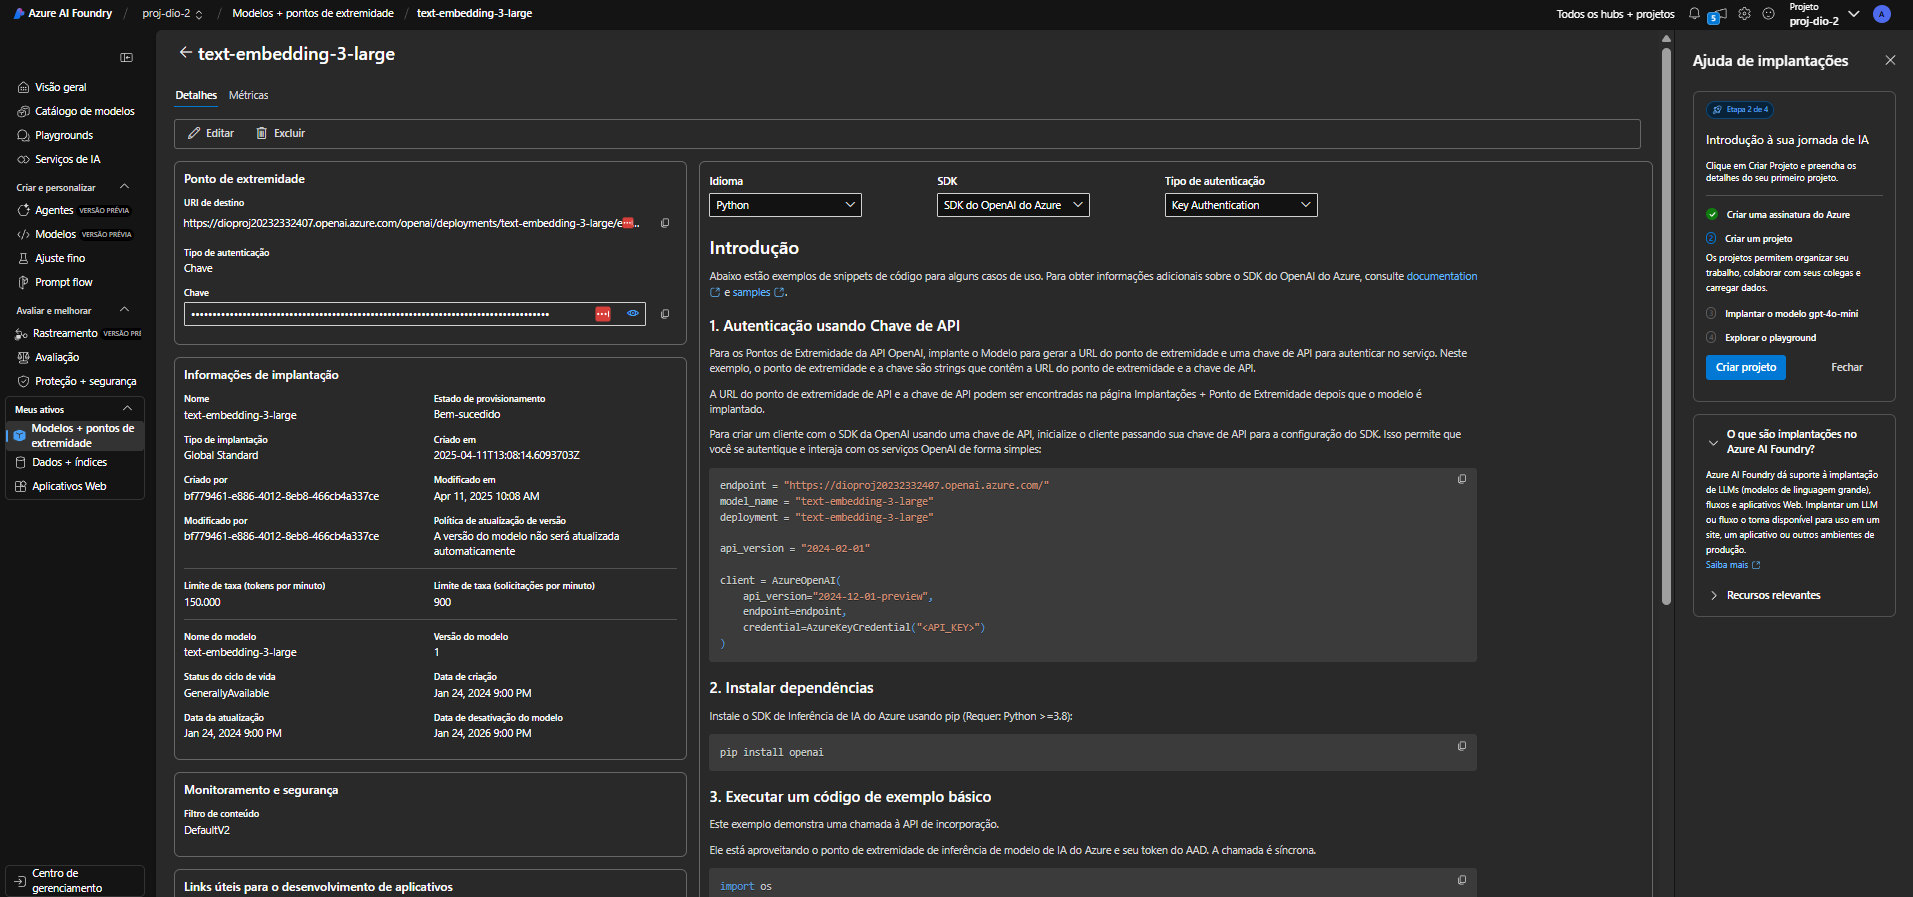 Azure AI Foundry / proj-dio-2 / Modelos + pontos de extremidade / text-embedding-3-large
Todos os hubs + projetos
5
Projeto
proj-dio-2
A
Visão geral
Catálogo de modelos
Playgrounds
Serviços de IA
Criar e personalizar
Agentes VERSÃO PRÉVIA
Modelos VERSÃO PRÉVIA
Ajuste fino
Prompt flow
Avaliar e melhorar
Rastreamento VERSÃO PRÉ
Avaliação
Proteção + segurança
Meus ativos
Modelos + pontos de
extremidade
Dados + índices
Aplicativos Web
Centro de
gerenciamento
text-embedding-3-large
Detalhes Métricas
Editar Excluir
Ponto de extremidade
URI de destino
https://dioproj20232332407.openai.azure.com/openai/deployments/text-embedding-3-large/e...
Tipo de autenticação
Chave
Chave
Informações de implantação
Nome
text-embedding-3-large
Estado de provisionamento
Bem-sucedido
Tipo de implantação
Global Standard
Criado em
2025-04-11T13:08:14.6093703Z
Criado por
bf779461-e886-4012-8eb8-466cb4a337ce
Modificado em
Apr 11, 2025 10:08 AM
Modificado por
bf779461-e886-4012-8eb8-466cb4a337ce
Política de atualização de versão
A versão do modelo não será atualizada
automaticamente
Limite de taxa (tokens por minuto)
150.000
Limite de taxa (solicitações por minuto)
900
Nome do modelo
text-embedding-3-large
Versão do modelo
1
Status do ciclo de vida
GenerallyAvailable
Data de criação
Jan 24, 2024 9:00 PM
Data da atualização
Jan 24, 2024 9:00 PM
Data de desativação do modelo
Jan 24, 2026 9:00 PM
Monitoramento e segurança
Filtro de conteúdo
DefaultV2
Links úteis para o desenvolvimento de aplicativos
Idioma
Python
SDK
SDK do OpenAI do Azure
Tipo de autenticação
Key Authentication
Introdução
Abaixo estão exemplos de snippets de código para alguns casos de uso. Para obter informações adicionais sobre o SDK do OpenAI do Azure, consulte documentation
e samples .
1. Autenticação usando Chave de API
Para os Pontos de Extremidade da API OpenAI, implante o Modelo para gerar a URL do ponto de extremidade e uma chave de API para autenticar no serviço. Neste
exemplo, o ponto de extremidade e a chave são strings que contêm a URL do ponto de extremidade e a chave de API.
A URL do ponto de extremidade de API e a chave de API podem ser encontradas na página Implantações + Ponto de Extremidade depois que o modelo é
implantado.
Para criar um cliente com o SDK da OpenAI usando uma chave de API, inicialize o cliente passando sua chave de API para a configuração do SDK. Isso permite que
você se autentique e interaja com os serviços OpenAI de forma simples:
endpoint = "https://dioproj20232332407.openai.azure.com/"
model_name = "text-embedding-3-large"
deployment = "text-embedding-3-large"
api_version = "2024-02-01"
client = AzureOpenAI(
api_version="2024-12-01-preview",
endpoint=endpoint,
credential=AzureKeyCredential("<API_KEY>")
)
2. Instalar dependências
Instale o SDK de Inferência de IA do Azure usando pip (Requer: Python >=3.8):
pip install openai
3. Executar um código de exemplo básico
Este exemplo demonstra uma chamada à API de incorporação.
Ele está aproveitando o ponto de extremidade de inferência de modelo de IA do Azure e seu token do AAD. A chamada é síncrona.
import os
Ajuda de implantações
Etapa 2 de 4
Introdução à sua jornada de IA
Clique em Criar Projeto e preencha os
detalhes do seu primeiro projeto.
Criar uma assinatura do Azure
2 Criar um projeto
Os projetos permitem organizar seu
trabalho, colaborar com seus colegas e
carregar dados.
3 Implantar o modelo gpt-4o-mini
4 Explorar o playground
Criar projeto Fechar
O que são implantações no
Azure AI Foundry?
Azure AI Foundry dá suporte à implantação
de LLMs (modelos de linguagem grande),
fluxos e aplicativos Web. Implantar um LLM
ou fluxo o torna disponível para uso em um
site, um aplicativo ou outros ambientes de
produção.
Saiba mais
Recursos relevantes